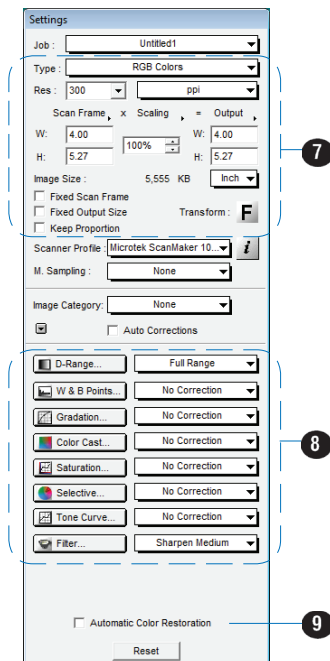 Settings
Job : Untitled1
Type : RGB Colors
Res : 300 ppi
Scan Frame x Scaling = Output
W: 4.00 100% W: 4.00
H: 5.27 H: 5.27
Image Size : 5,555 KB Inch
Fixed Scan Frame
Fixed Output Size Transform : F
Keep Proportion
7
Scanner Profile : Microtek ScanMaker 10... i
M. Sampling : None
Image Category: None
Auto Corrections
D-Range... Full Range
W & B Points... No Correction
Gradation... No Correction
Color Cast... No Correction
8
Saturation... No Correction
Selective... No Correction
Tone Curve... No Correction
Filter... Sharpen Medium
Automatic Color Restoration 9
Reset